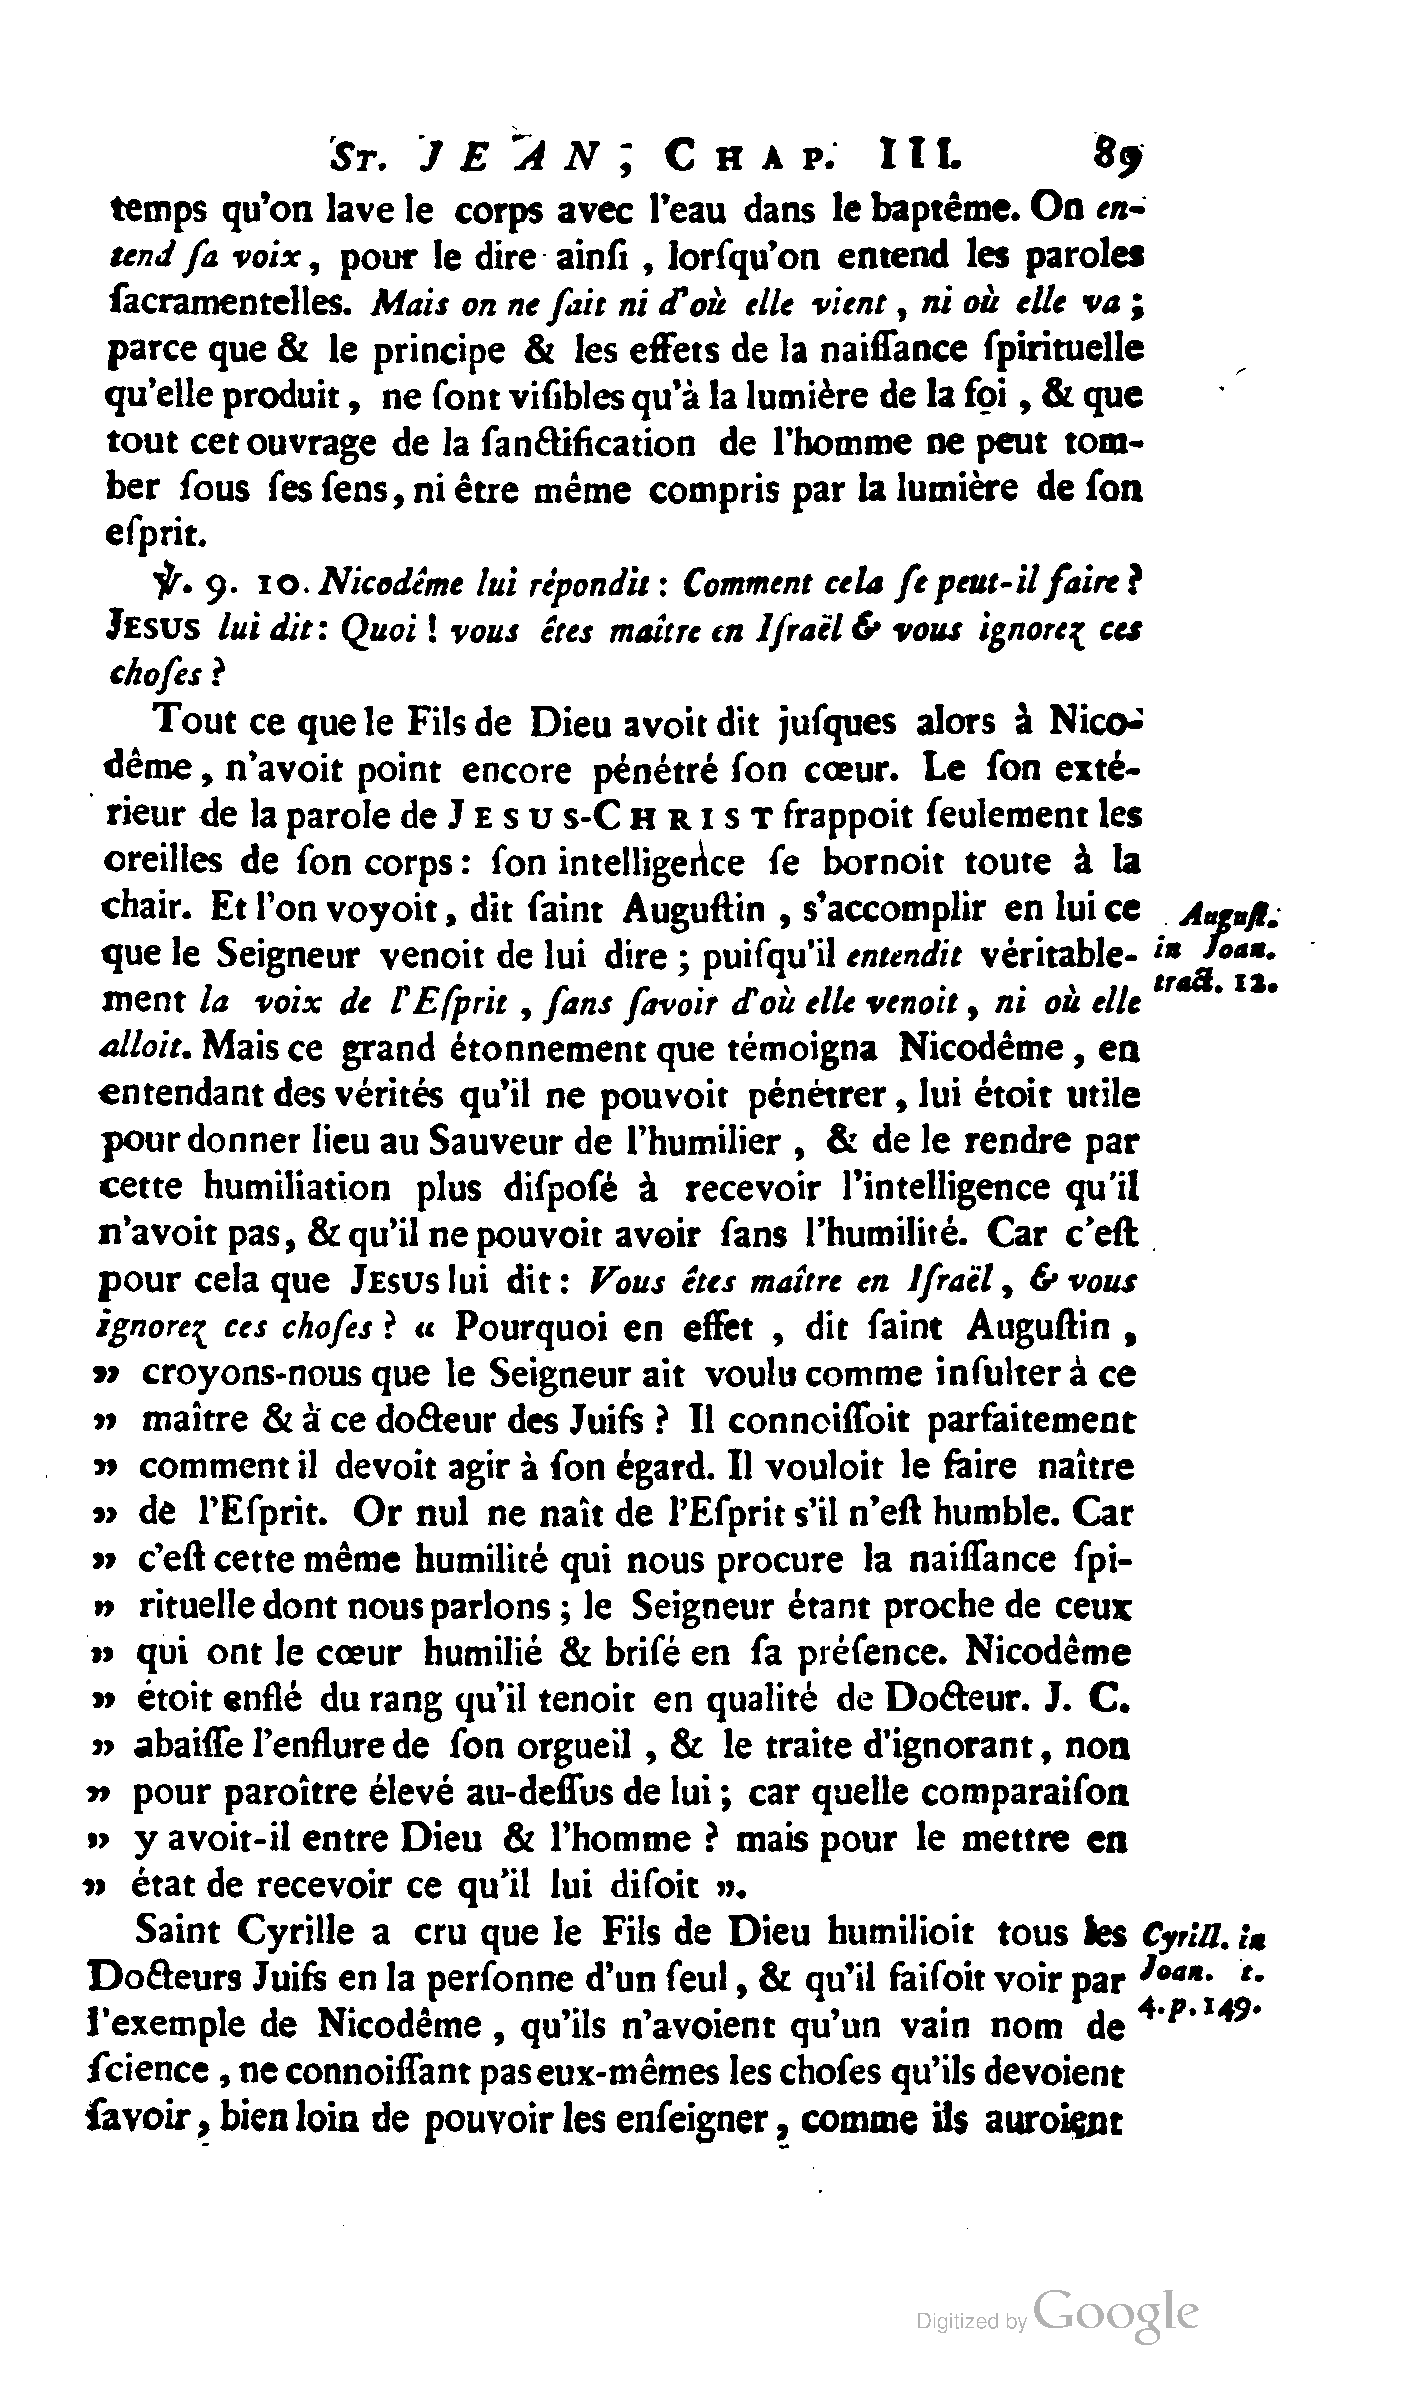 ST. JEAN, CHAP. III. 89
temps qu'on lave le corps avec l'eau dans le baptême. On en-
tend ſa voix, pour le dire ainſi, lorſqu'on entend les paroles
ſacramentelles. Mais on ne ſait ni d'où elle vient, ni où elle va;
parce que & le principe & les effets de la naiſſance ſpirituelle
qu'elle produit, ne ſont viſibles qu'à la lumière de la foi, & que
tout cet ouvrage de la ſanctification de l'homme ne peut tom-
ber ſous ſes ſens, ni être même compris par la lumière de ſon
eſprit.
℣. 9. 10. Nicodême lui répondit: Comment cela ſe peut-il faire?
JESUS lui dit: Quoi! vous êtes maître en Iſraël & vous ignorez ces
choſes?
Tout ce que le Fils de Dieu avoit dit juſques alors à Nico-
dême, n'avoit point encore pénétré ſon cœur. Le ſon exté-
rieur de la parole de JESUS-CHRIST frappoit ſeulement les
oreilles de ſon corps: ſon intelligence ſe bornoit toute à la
chair. Et l'on voyoit, dit ſaint Auguſtin, s'accomplir en lui ce
que le Seigneur venoit de lui dire; puiſqu'il entendit véritable-
ment la voix de l'Eſprit, ſans ſavoir d'où elle venoit, ni où elle
alloit. Mais ce grand étonnement que témoigna Nicodême, en
entendant des vérités qu'il ne pouvoit pénétrer, lui étoit utile
pour donner lieu au Sauveur de l'humilier, & de le rendre par
cette humiliation plus diſpoſé à recevoir l'intelligence qu'il
n'avoit pas, & qu'il ne pouvoit avoir ſans l'humilité. Car c'eſt
pour cela que JESUS lui dit: Vous êtes maître en Iſraël, & vous
ignorez ces choſes? « Pourquoi en effet, dit ſaint Auguſtin,
» croyons-nous que le Seigneur ait voulu comme inſulter à ce
» maître & à ce docteur des Juifs? Il connoiſſoit parfaitement
» comment il devoit agir à ſon égard. Il vouloit le faire naître
» de l'Eſprit. Or nul ne naît de l'Eſprit s'il n'eſt humble. Car
» c'eſt cette même humilité qui nous procure la naiſſance ſpi-
» rituelle dont nous parlons; le Seigneur étant proche de ceux
» qui ont le cœur humilié & briſé en ſa préſence. Nicodême
» étoit enflé du rang qu'il tenoit en qualité de Docteur. J. C.
» abaiſſe l'enflure de ſon orgueil, & le traite d'ignorant, non
» pour paroître élevé au-deſſus de lui; car quelle comparaiſon
» y avoit-il entre Dieu & l'homme? mais pour le mettre en
» état de recevoir ce qu'il lui diſoit ».
Saint Cyrille a cru que le Fils de Dieu humilioit tous les
Docteurs Juifs en la perſonne d'un ſeul, & qu'il faiſoit voir par
l'exemple de Nicodême, qu'ils n'avoient qu'un vain nom de
ſcience, ne connoiſſant pas eux-mêmes les choſes qu'ils devoient
ſavoir, bien loin de pouvoir les enſeigner, comme ils auroient
Auguſt.
in Joan.
tract. 12.
Cyrill. in
Joan. t.
4. p. 149.
Digitized by Google